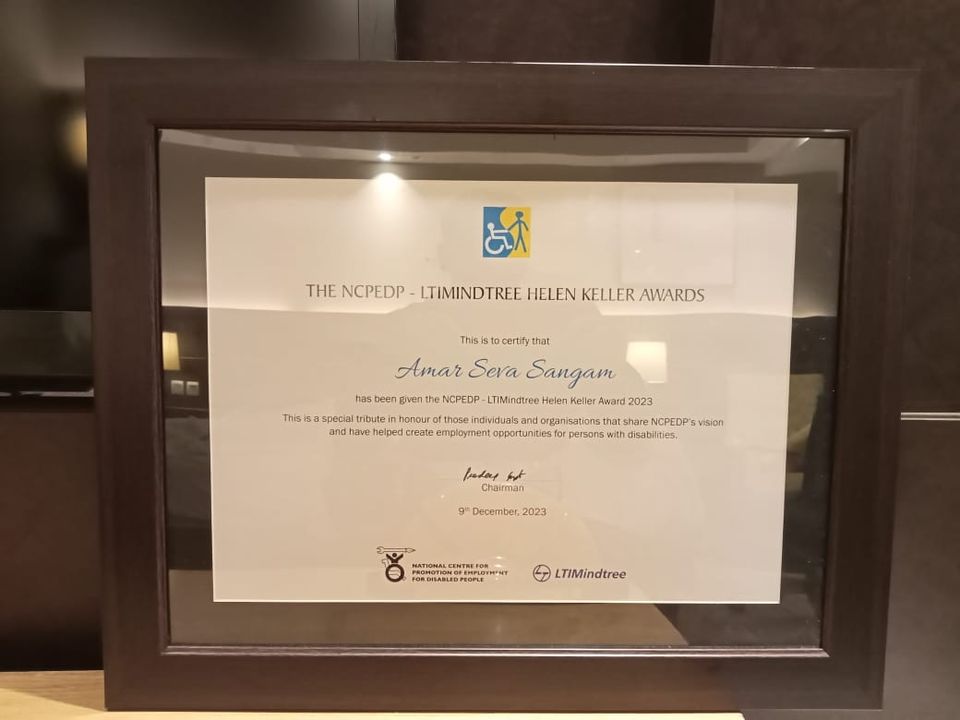 THE NCPEDP - LTIMINDTREE HELEN KELLER AWARDS
This is to certify that
Amar Seva Sangam
has been given the NCPEDP - LTIMindtree Helen Keller Award 2023
This is a special tribute in honour of those individuals and organisations that share NCPEDP's vision
and have helped create employment opportunities for persons with disabilities.
Chairman
9th December, 2023
NATIONAL CENTRE FOR
PROMOTION OF EMPLOYMENT
FOR DISABLED PEOPLE
LTIMindtree